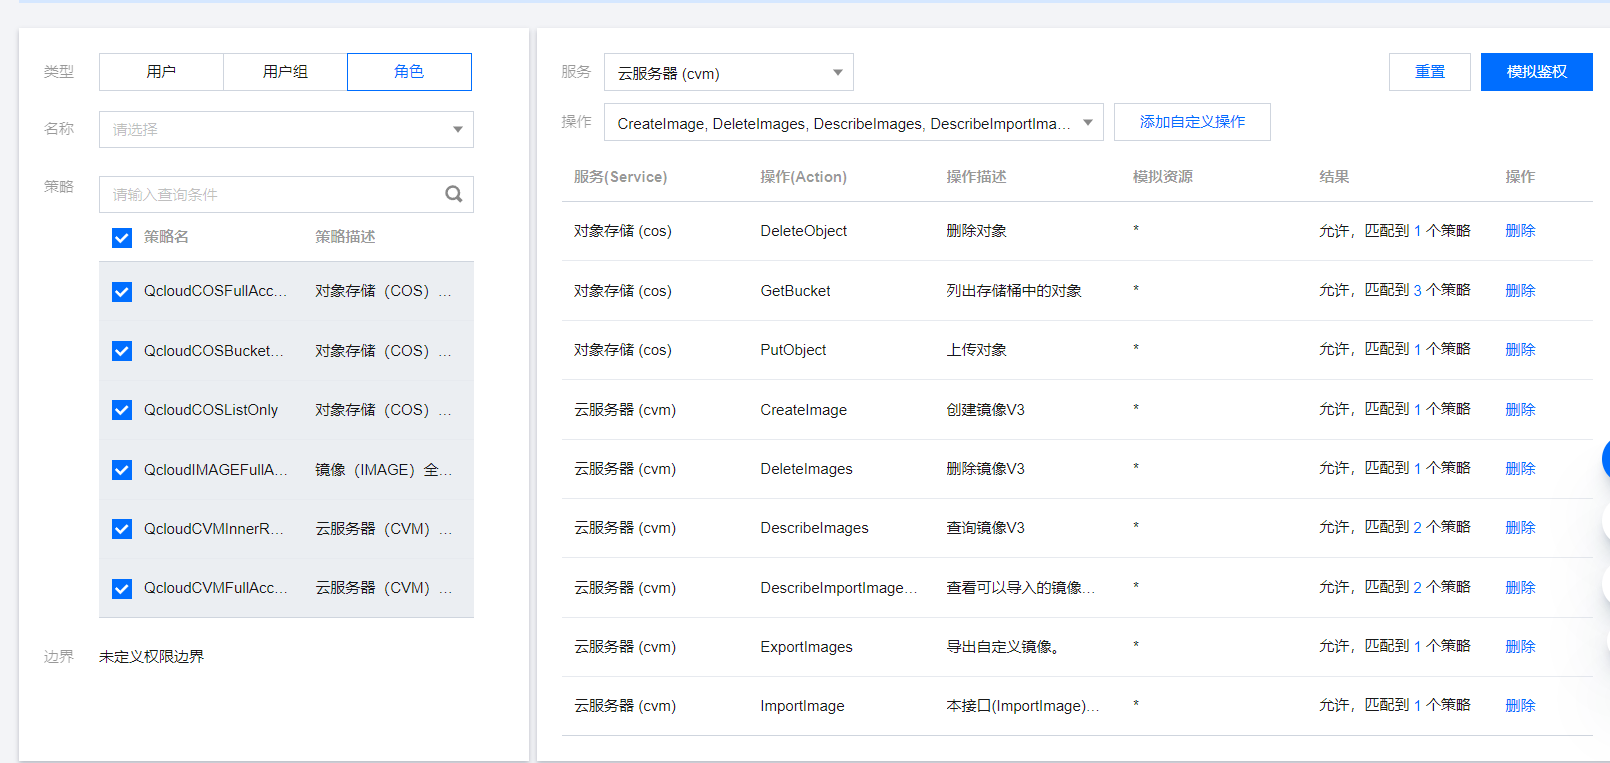 类型
用户 用户组 角色
名称 请选择
策略 请输入查询条件
策略名 策略描述
QcloudCOSFullAcc... 对象存储（COS）...
QcloudCOSBucket... 对象存储（COS）...
QcloudCOSListOnly 对象存储（COS）...
QcloudIMAGEFullA... 镜像（IMAGE）全...
QcloudCVMInnerR... 云服务器（CVM）...
QcloudCVMFullAcc... 云服务器（CVM）...
边界 未定义权限边界
服务 云服务器 (cvm) 重置 模拟鉴权
操作 CreateImage, DeleteImages, DescribeImages, DescribeImportIma... 添加自定义操作
服务(Service) 操作(Action) 操作描述 模拟资源 结果 操作
对象存储 (cos) DeleteObject 删除对象 * 允许，匹配到 1 个策略 删除
对象存储 (cos) GetBucket 列出存储桶中的对象 * 允许，匹配到 3 个策略 删除
对象存储 (cos) PutObject 上传对象 * 允许，匹配到 1 个策略 删除
云服务器 (cvm) CreateImage 创建镜像V3 * 允许，匹配到 1 个策略 删除
云服务器 (cvm) DeleteImages 删除镜像V3 * 允许，匹配到 1 个策略 删除
云服务器 (cvm) DescribeImages 查询镜像V3 * 允许，匹配到 2 个策略 删除
云服务器 (cvm) DescribeImportImage... 查看可以导入的镜像... * 允许，匹配到 2 个策略 删除
云服务器 (cvm) ExportImages 导出自定义镜像。 * 允许，匹配到 1 个策略 删除
云服务器 (cvm) ImportImage 本接口(ImportImage)... * 允许，匹配到 1 个策略 删除